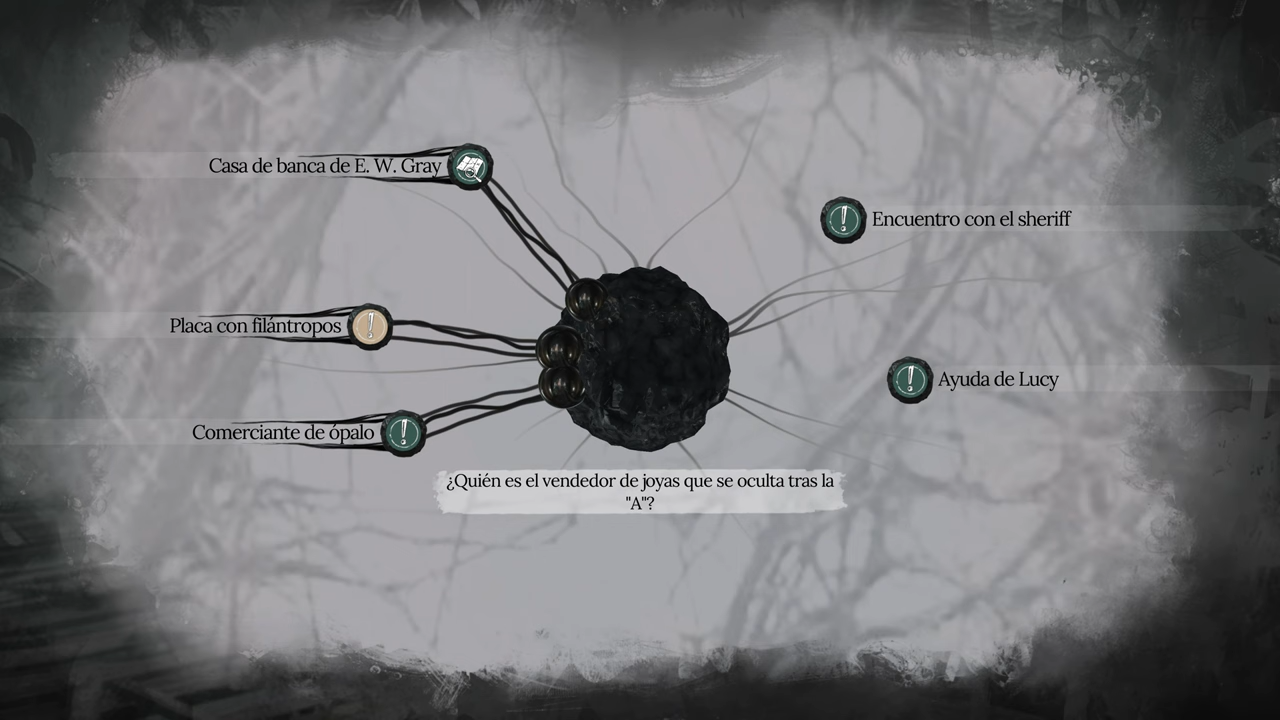 Casa de banca de E. W. Gray
Encuentro con el sheriff
Placa con filántropos
Ayuda de Lucy
Comerciante de ópalo
¿Quién es el vendedor de joyas que se oculta tras la
"A"?